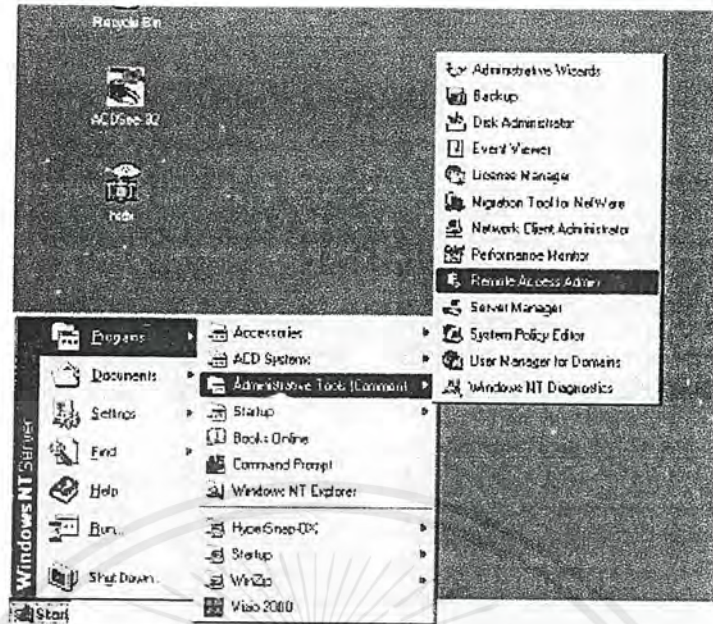 Recycle Bin
ACDSee 32
Administrative Wizards
Backup
Disk Administrator
Event Viewer
License Manager
Migration Tool for NetWare
Network Client Administrator
Performance Monitor
Remote Access Admin
Server Manager
System Policy Editor
User Manager for Domains
Windows NT Diagnostics
Programs
Documents
Settings
Find
Help
Run...
Shut Down...
Windows NT Server
Accessories
ACD Systems
Administrative Tools (Common)
Startup
Books Online
Command Prompt
Windows NT Explorer
HyperSnap-DX
Startup
WinZip
Visio 2000
Start